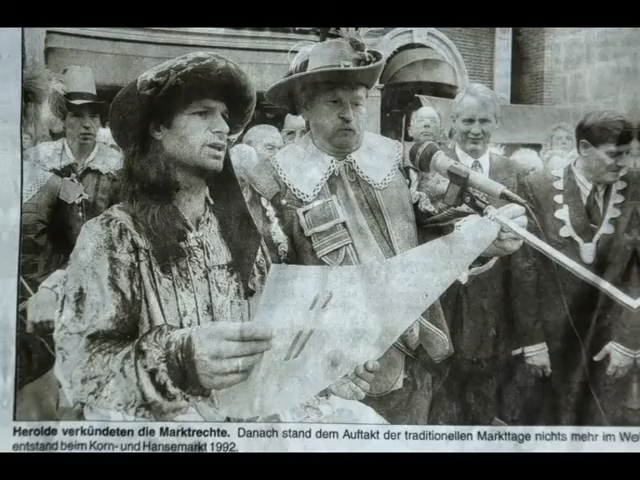 Herolde verkündeten die Marktrechte. Danach stand dem Auftakt der traditionellen Markttage nichts mehr im
entstand beim Korn- und Hansemarkt 1992.